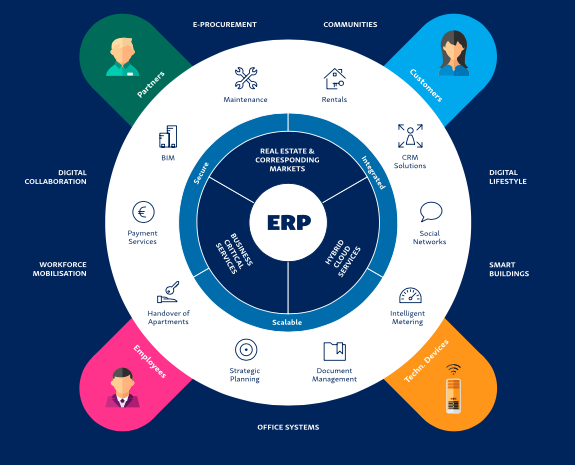 E-PROCUREMENT
COMMUNITIES
Partners
Customers
Maintenance
Rentals
BIM
CRM
Solutions
REAL ESTATE &
CORRESPONDING
MARKETS
Secure
Integrated
DIGITAL
COLLABORATION
DIGITAL
LIFESTYLE
ERP
Payment
Services
Social
Networks
BUSINESS
CRITICAL
SERVICES
HYBRID
CLOUD
SERVICES
WORKFORCE
MOBILISATION
SMART
BUILDINGS
Handover of
Apartments
Intelligent
Metering
Scalable
Strategic
Planning
Document
Management
Employees
Techn. Devices
OFFICE SYSTEMS